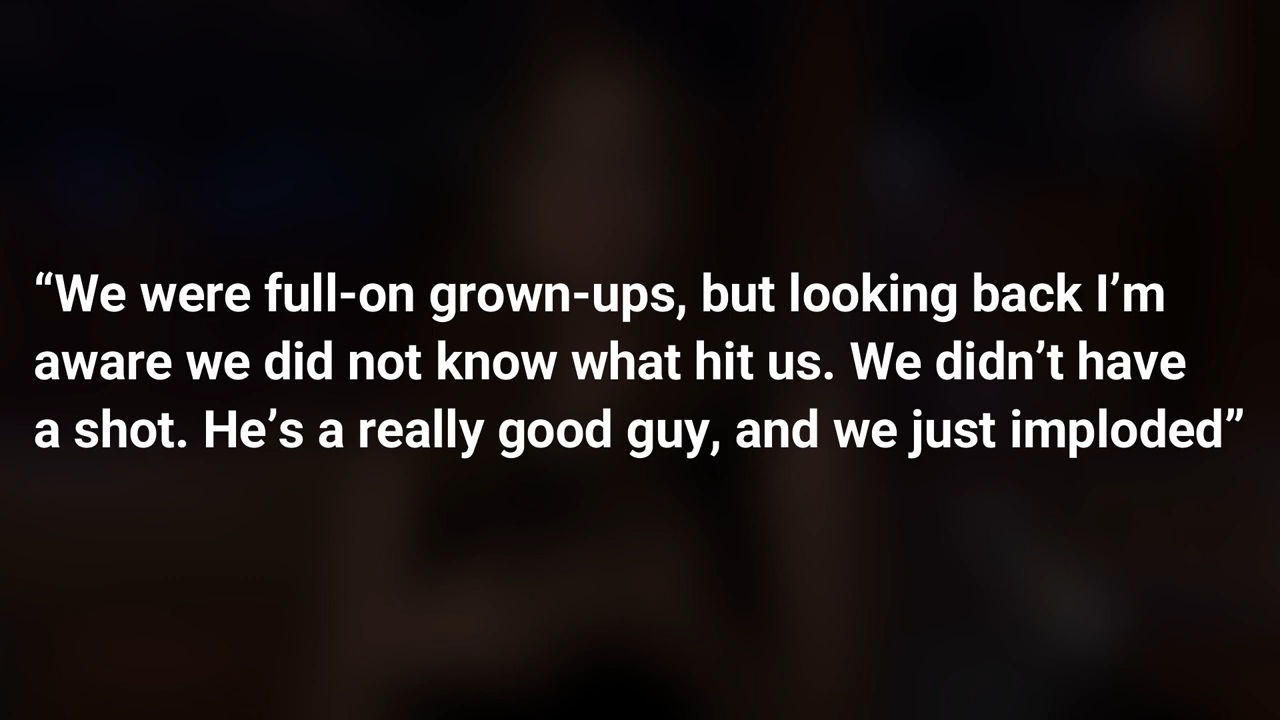 “We were full-on grown-ups, but looking back I’m
aware we did not know what hit us. We didn’t have
a shot. He’s a really good guy, and we just imploded”